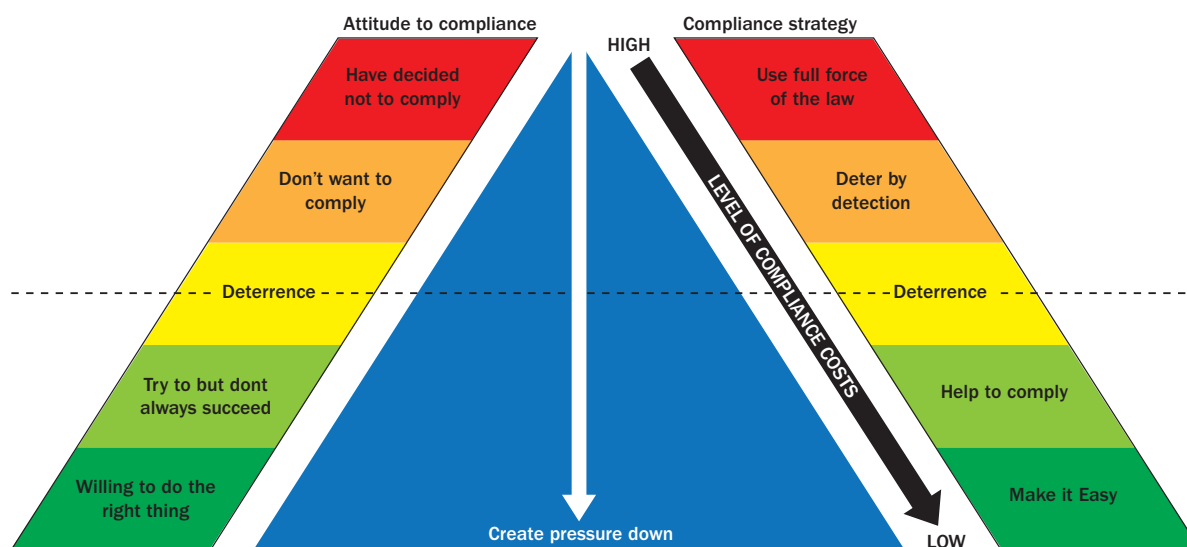 Attitude to compliance
Compliance strategy
HIGH
Have decided
not to comply
Use full force
of the law
Don't want to
comply
Deter by
detection
LEVEL OF COMPLIANCE COSTS
Deterrence
Deterrence
Try to but dont
always succeed
Help to comply
Willing to do the
right thing
Make it Easy
Create pressure down
LOW